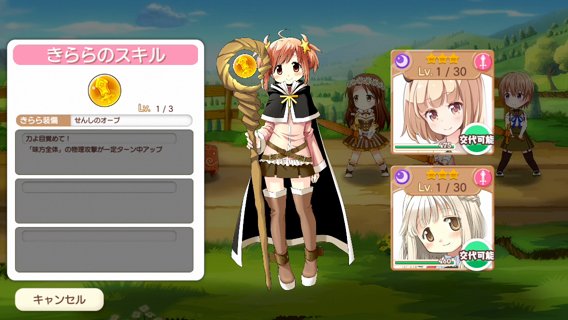 きららのスキル
Lv. 1 / 3
きらら装備 せんしのオーブ
力よ目覚めて!
「味方全体」の物理攻撃が一定ターン中アップ
キャンセル
Lv. 1 / 30
交代可能
Lv. 1 / 30
交代可能